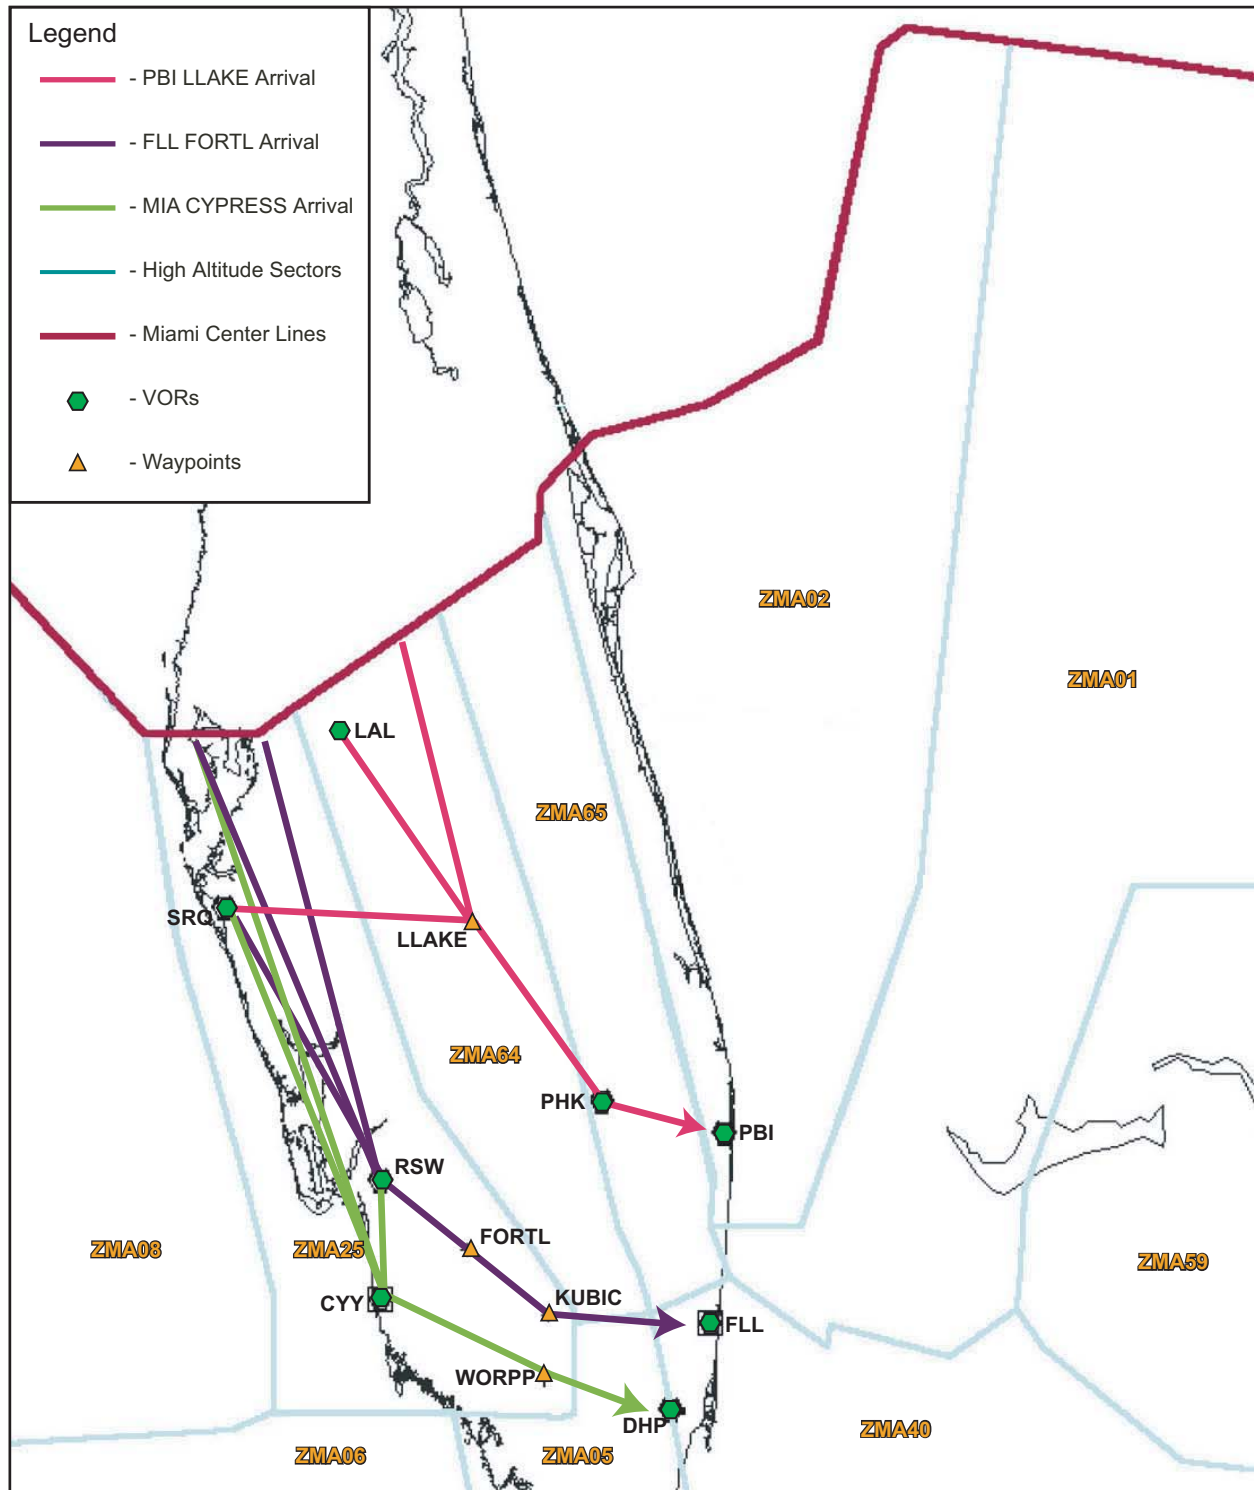 Legend
- PBI LLAKE Arrival
- FLL FORTL Arrival
- MIA CYPRESS Arrival
- High Altitude Sectors
- Miami Center Lines
- VORs
- Waypoints
ZMA02
ZMA01
LAL
ZMA65
SRQ
LLAKE
ZMA64
PHK
PBI
RSW
FORTL
ZMA08
ZMA25
ZMA59
CYY
KUBIC
FLL
WORPP
DHP
ZMA40
ZMA06
ZMA05